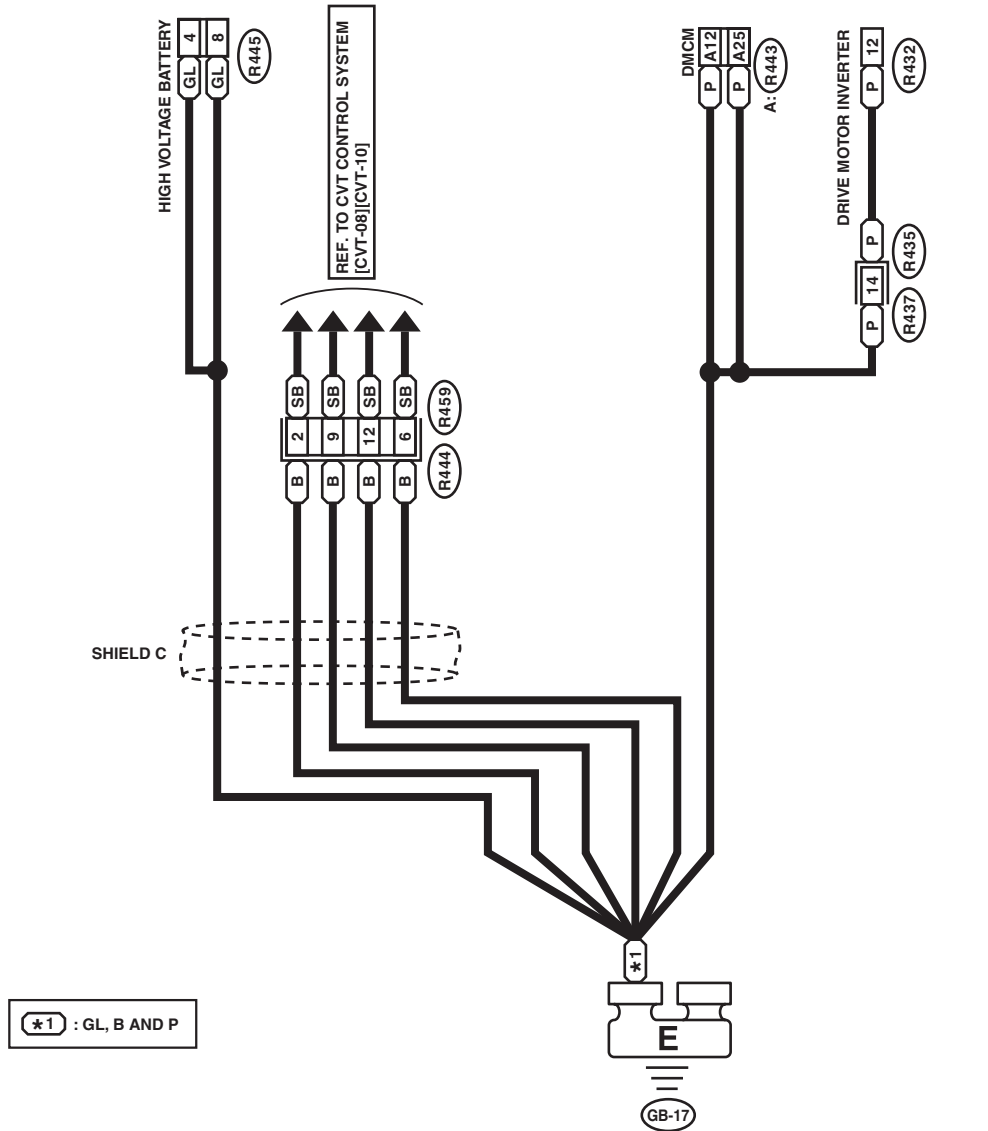 HIGH VOLTAGE BATTERY
4
8
GL
GL
R445
REF. TO CVT CONTROL SYSTEM
[CVT-08][CVT-10]
DMCM
A12
A25
P
P
A: R443
DRIVE MOTOR INVERTER
12
P
R432
P
R435
14
P
R437
SB
SB
SB
SB
R459
2
9
12
6
B
B
B
B
R444
SHIELD C
*1
E
GB-17
*1 : GL, B AND P